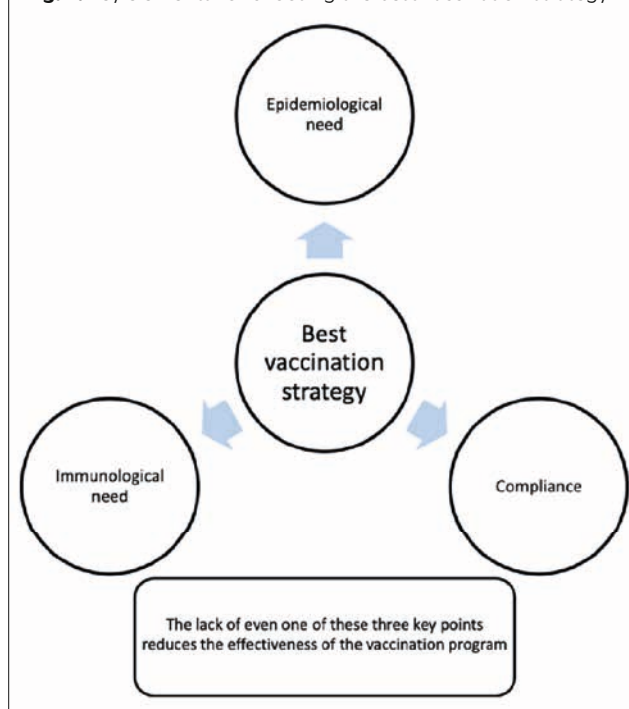 Epidemiological
need
Best
vaccination
strategy
Immunological
need
Compliance
The lack of even one of these three key points
reduces the effectiveness of the vaccination program